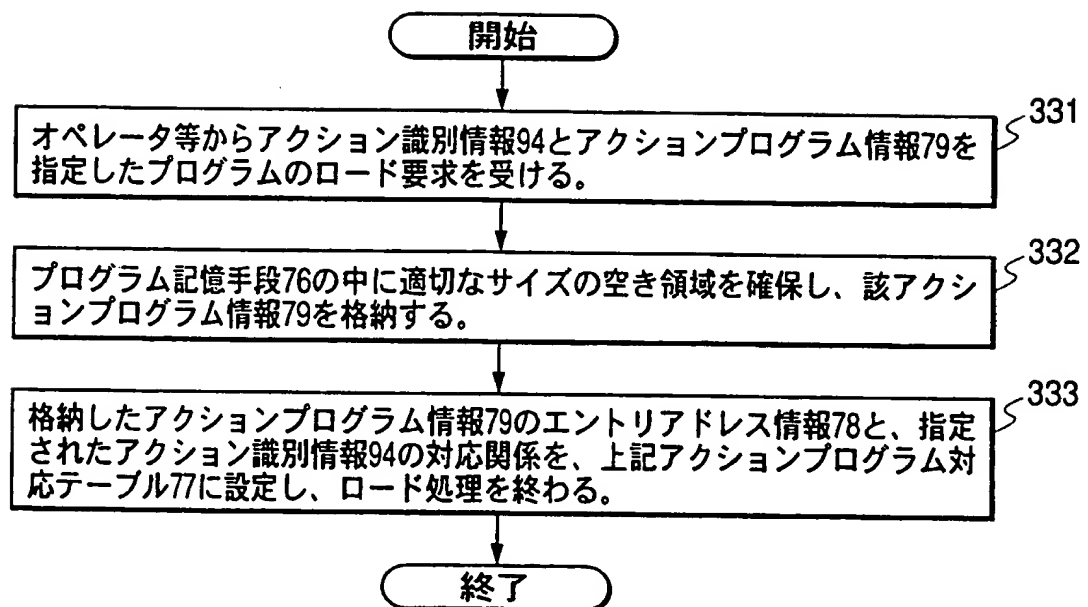 開始
331
オペレータ等からアクション識別情報94とアクションプログラム情報79を
指定したプログラムのロード要求を受ける。
332
プログラム記憶手段76の中に適切なサイズの空き領域を確保し、該アクシ
ョンプログラム情報79を格納する。
333
格納したアクションプログラム情報79のエントリアドレス情報78と、指定
されたアクション識別情報94の対応関係を、上記アクションプログラム対
応テーブル77に設定し、ロード処理を終わる。
終了